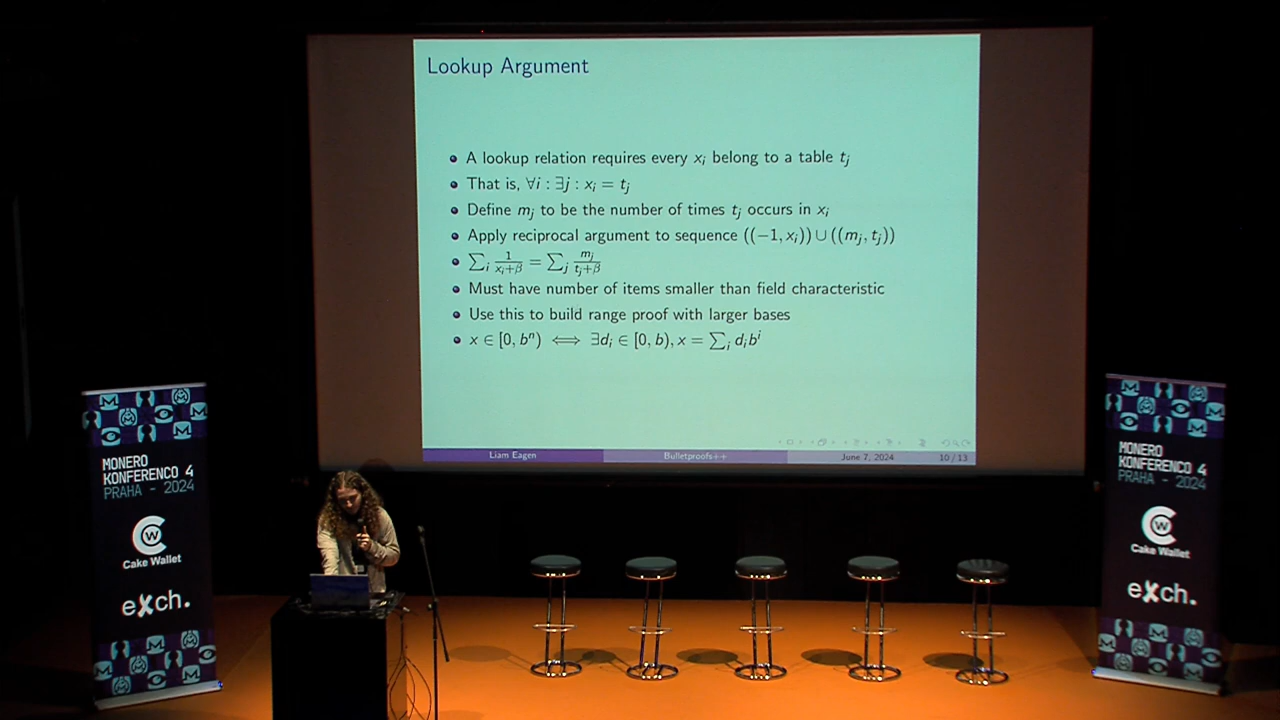 Lookup Argument
A lookup relation requires every xᵢ belong to a table tⱼ
That is, ∀i : ∃j : xᵢ = tⱼ
Define mⱼ to be the number of times tⱼ occurs in xᵢ
Apply reciprocal argument to sequence ((−1, xᵢ)) ∪ ((mⱼ, tⱼ))
∑ᵢ 1/(xᵢ+β) = ∑ⱼ mⱼ/(tⱼ+β)
Must have number of items smaller than field characteristic
Use this to build range proof with larger bases
x ∈ [0, bⁿ) ⟺ ∃dᵢ ∈ [0, b), x = ∑ᵢ dᵢbⁱ
Liam Eagen Bulletproofs++ June 7, 2024 10 / 13
MONERO
KONFERENCO 4
PRAHA - 2024
CW
Cake Wallet
exch.
MONERO
KONFERENCO 4
PRAHA - 2024
CW
Cake Wallet
exch.